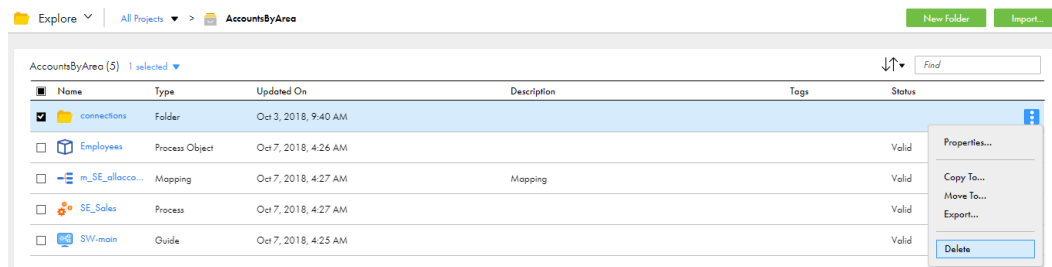 Explore All Projects > AccountsByArea New Folder Import...
AccountsByArea (5) 1 selected Find
Name Type Updated On Description Tags Status
connections Folder Oct 3, 2018, 9:40 AM
Employees Process Object Oct 7, 2018, 4:26 AM Valid
m_SE_allacco... Mapping Oct 7, 2018, 4:27 AM Mapping Valid
SE_Sales Process Oct 7, 2018, 4:27 AM Valid
SW-main Guide Oct 7, 2018, 4:25 AM Valid
Properties...
Copy To...
Move To...
Export...
Delete